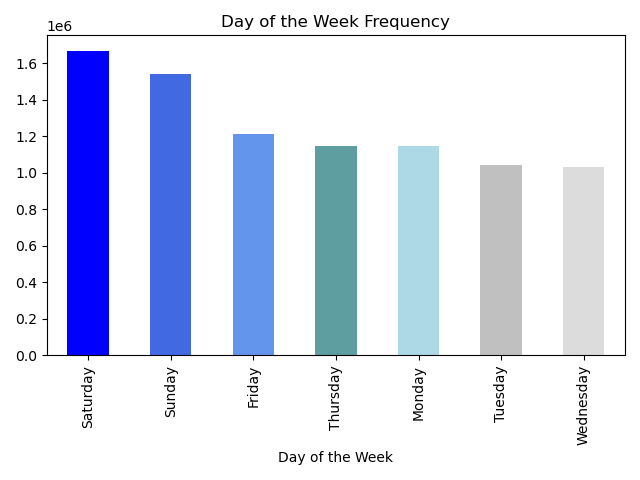 Day of the Week Frequency
1e6
1.6
1.4
1.2
1.0
0.8
0.6
0.4
0.2
0.0
Saturday
Sunday
Friday
Thursday
Monday
Tuesday
Wednesday
Day of the Week